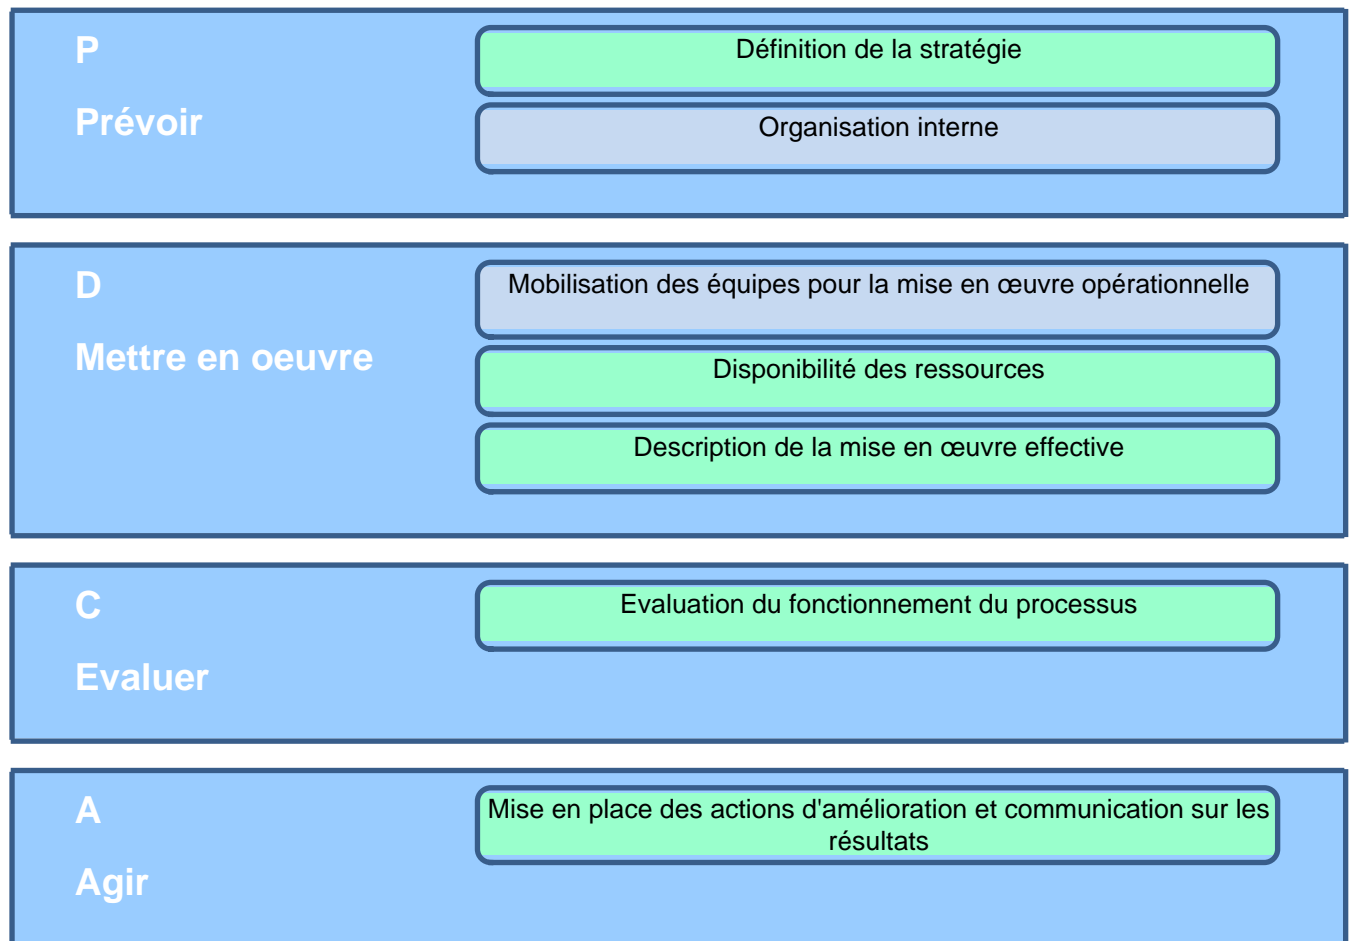 P
Prévoir
Définition de la stratégie
Organisation interne
D
Mettre en oeuvre
Mobilisation des équipes pour la mise en œuvre opérationnelle
Disponibilité des ressources
Description de la mise en œuvre effective
C
Evaluer
Evaluation du fonctionnement du processus
A
Agir
Mise en place des actions d'amélioration et communication sur les
résultats